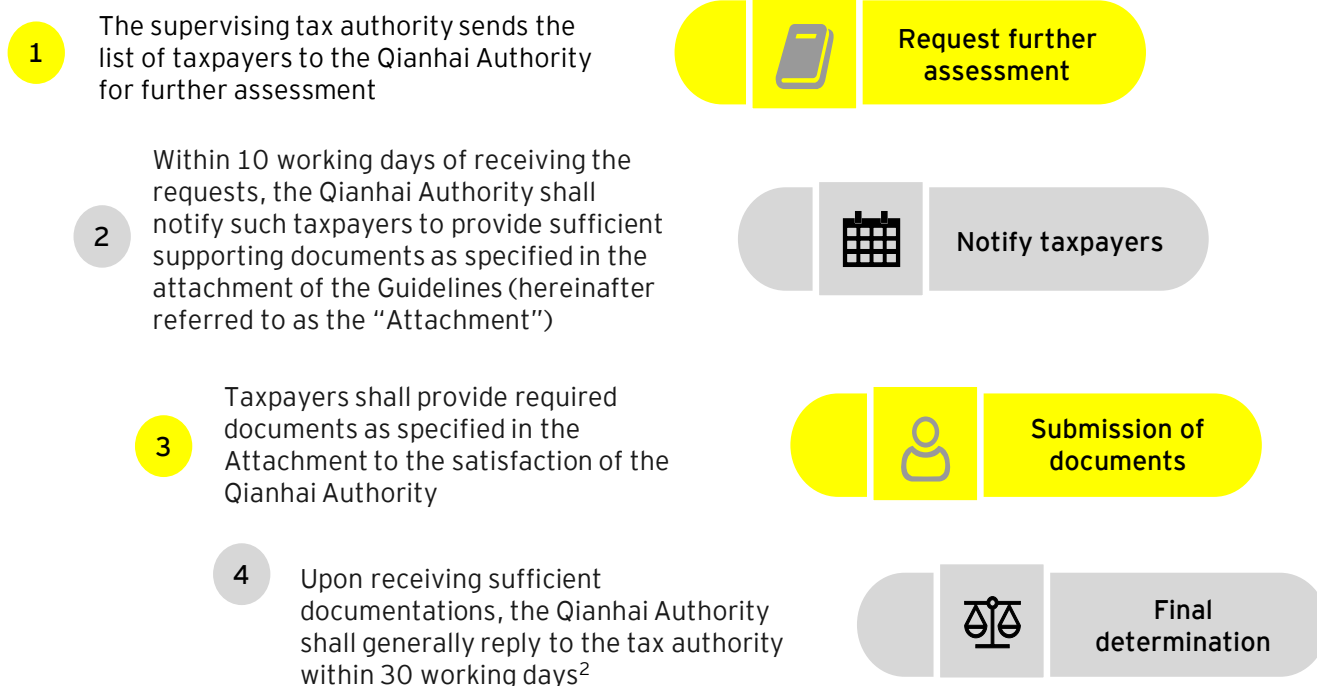 1
The supervising tax authority sends the
list of taxpayers to the Qianhai Authority
for further assessment
Request further
assessment
2
Within 10 working days of receiving the
requests, the Qianhai Authority shall
notify such taxpayers to provide sufficient
supporting documents as specified in the
attachment of the Guidelines (hereinafter
referred to as the “Attachment”)
Notify taxpayers
3
Taxpayers shall provide required
documents as specified in the
Attachment to the satisfaction of the
Qianhai Authority
Submission of
documents
4
Upon receiving sufficient
documentations, the Qianhai Authority
shall generally reply to the tax authority
within 30 working days²
Final
determination